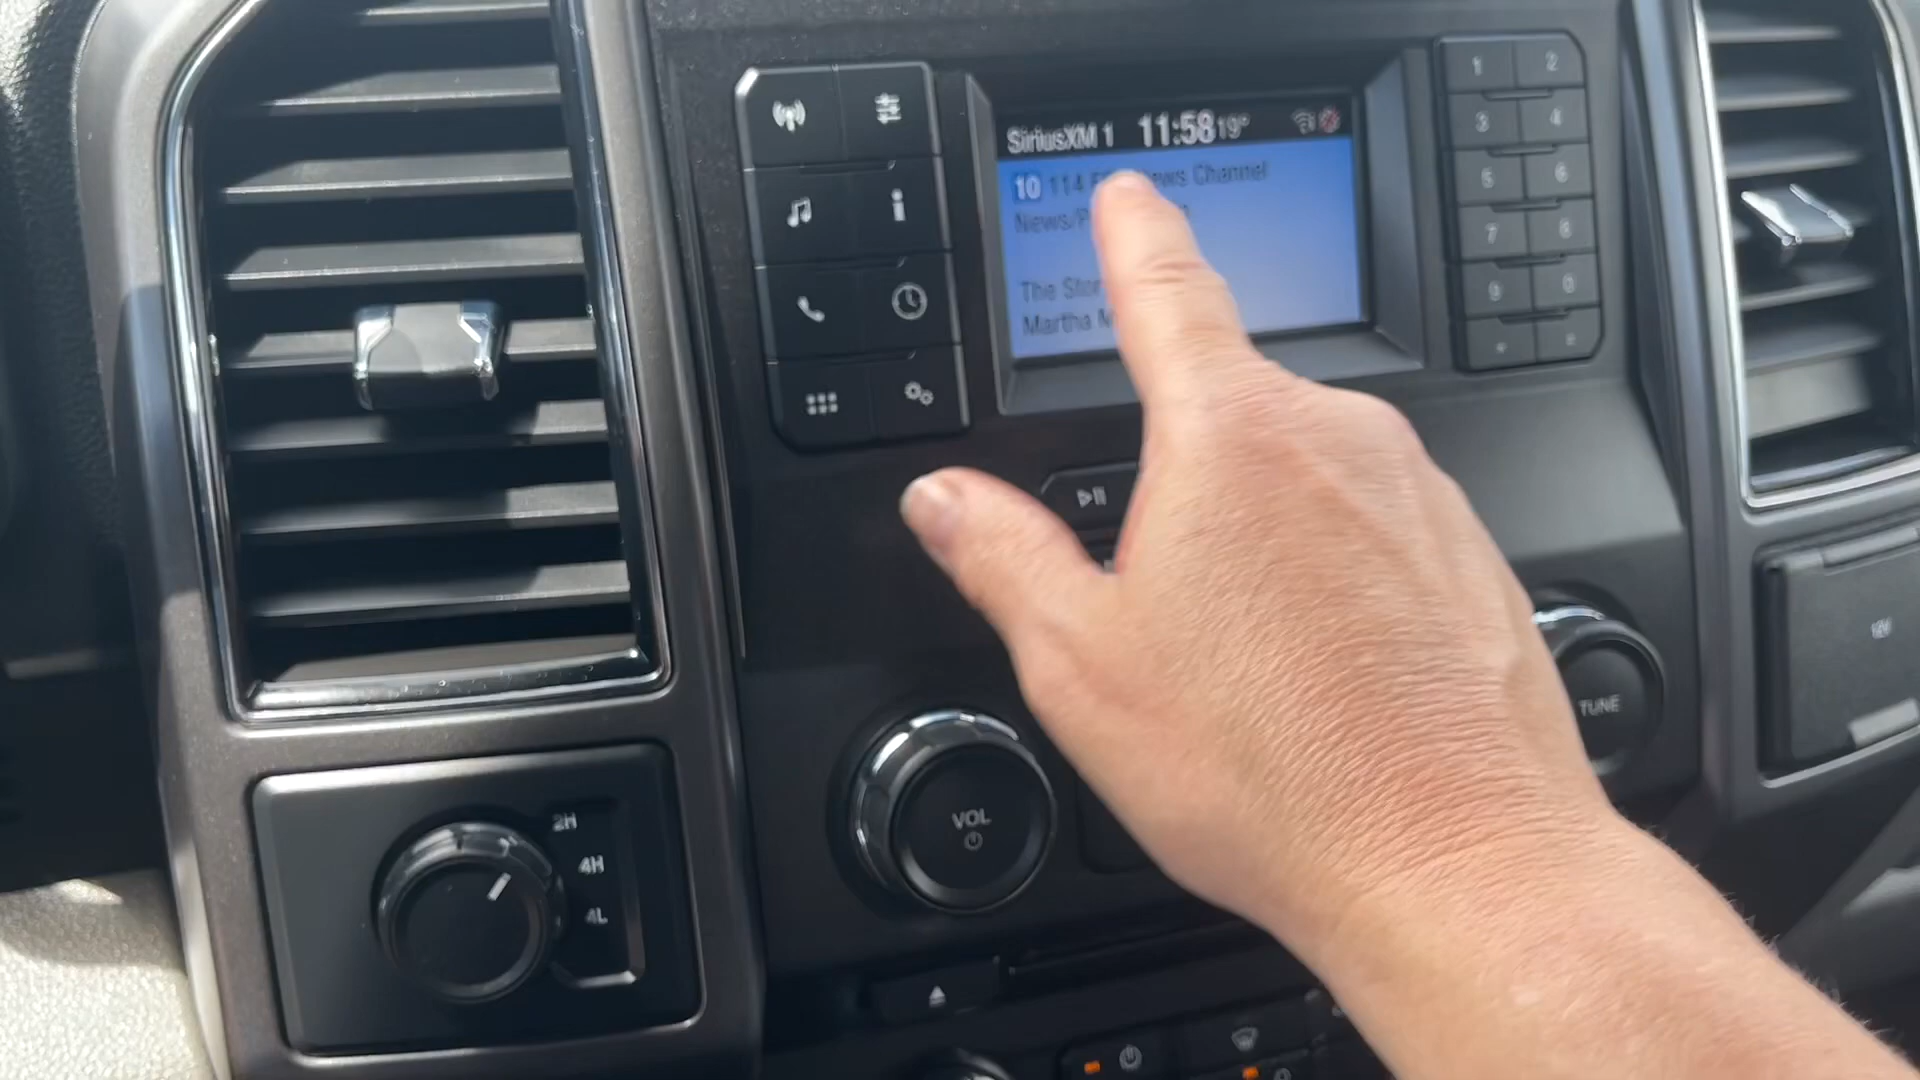 SiriusXM 1 11:58 19°
10 114 News Channel
News/
The
Martha
1 2
3 4
5 6
7 8
9 0
VOL
TUNE
12V
2H
4H
4L